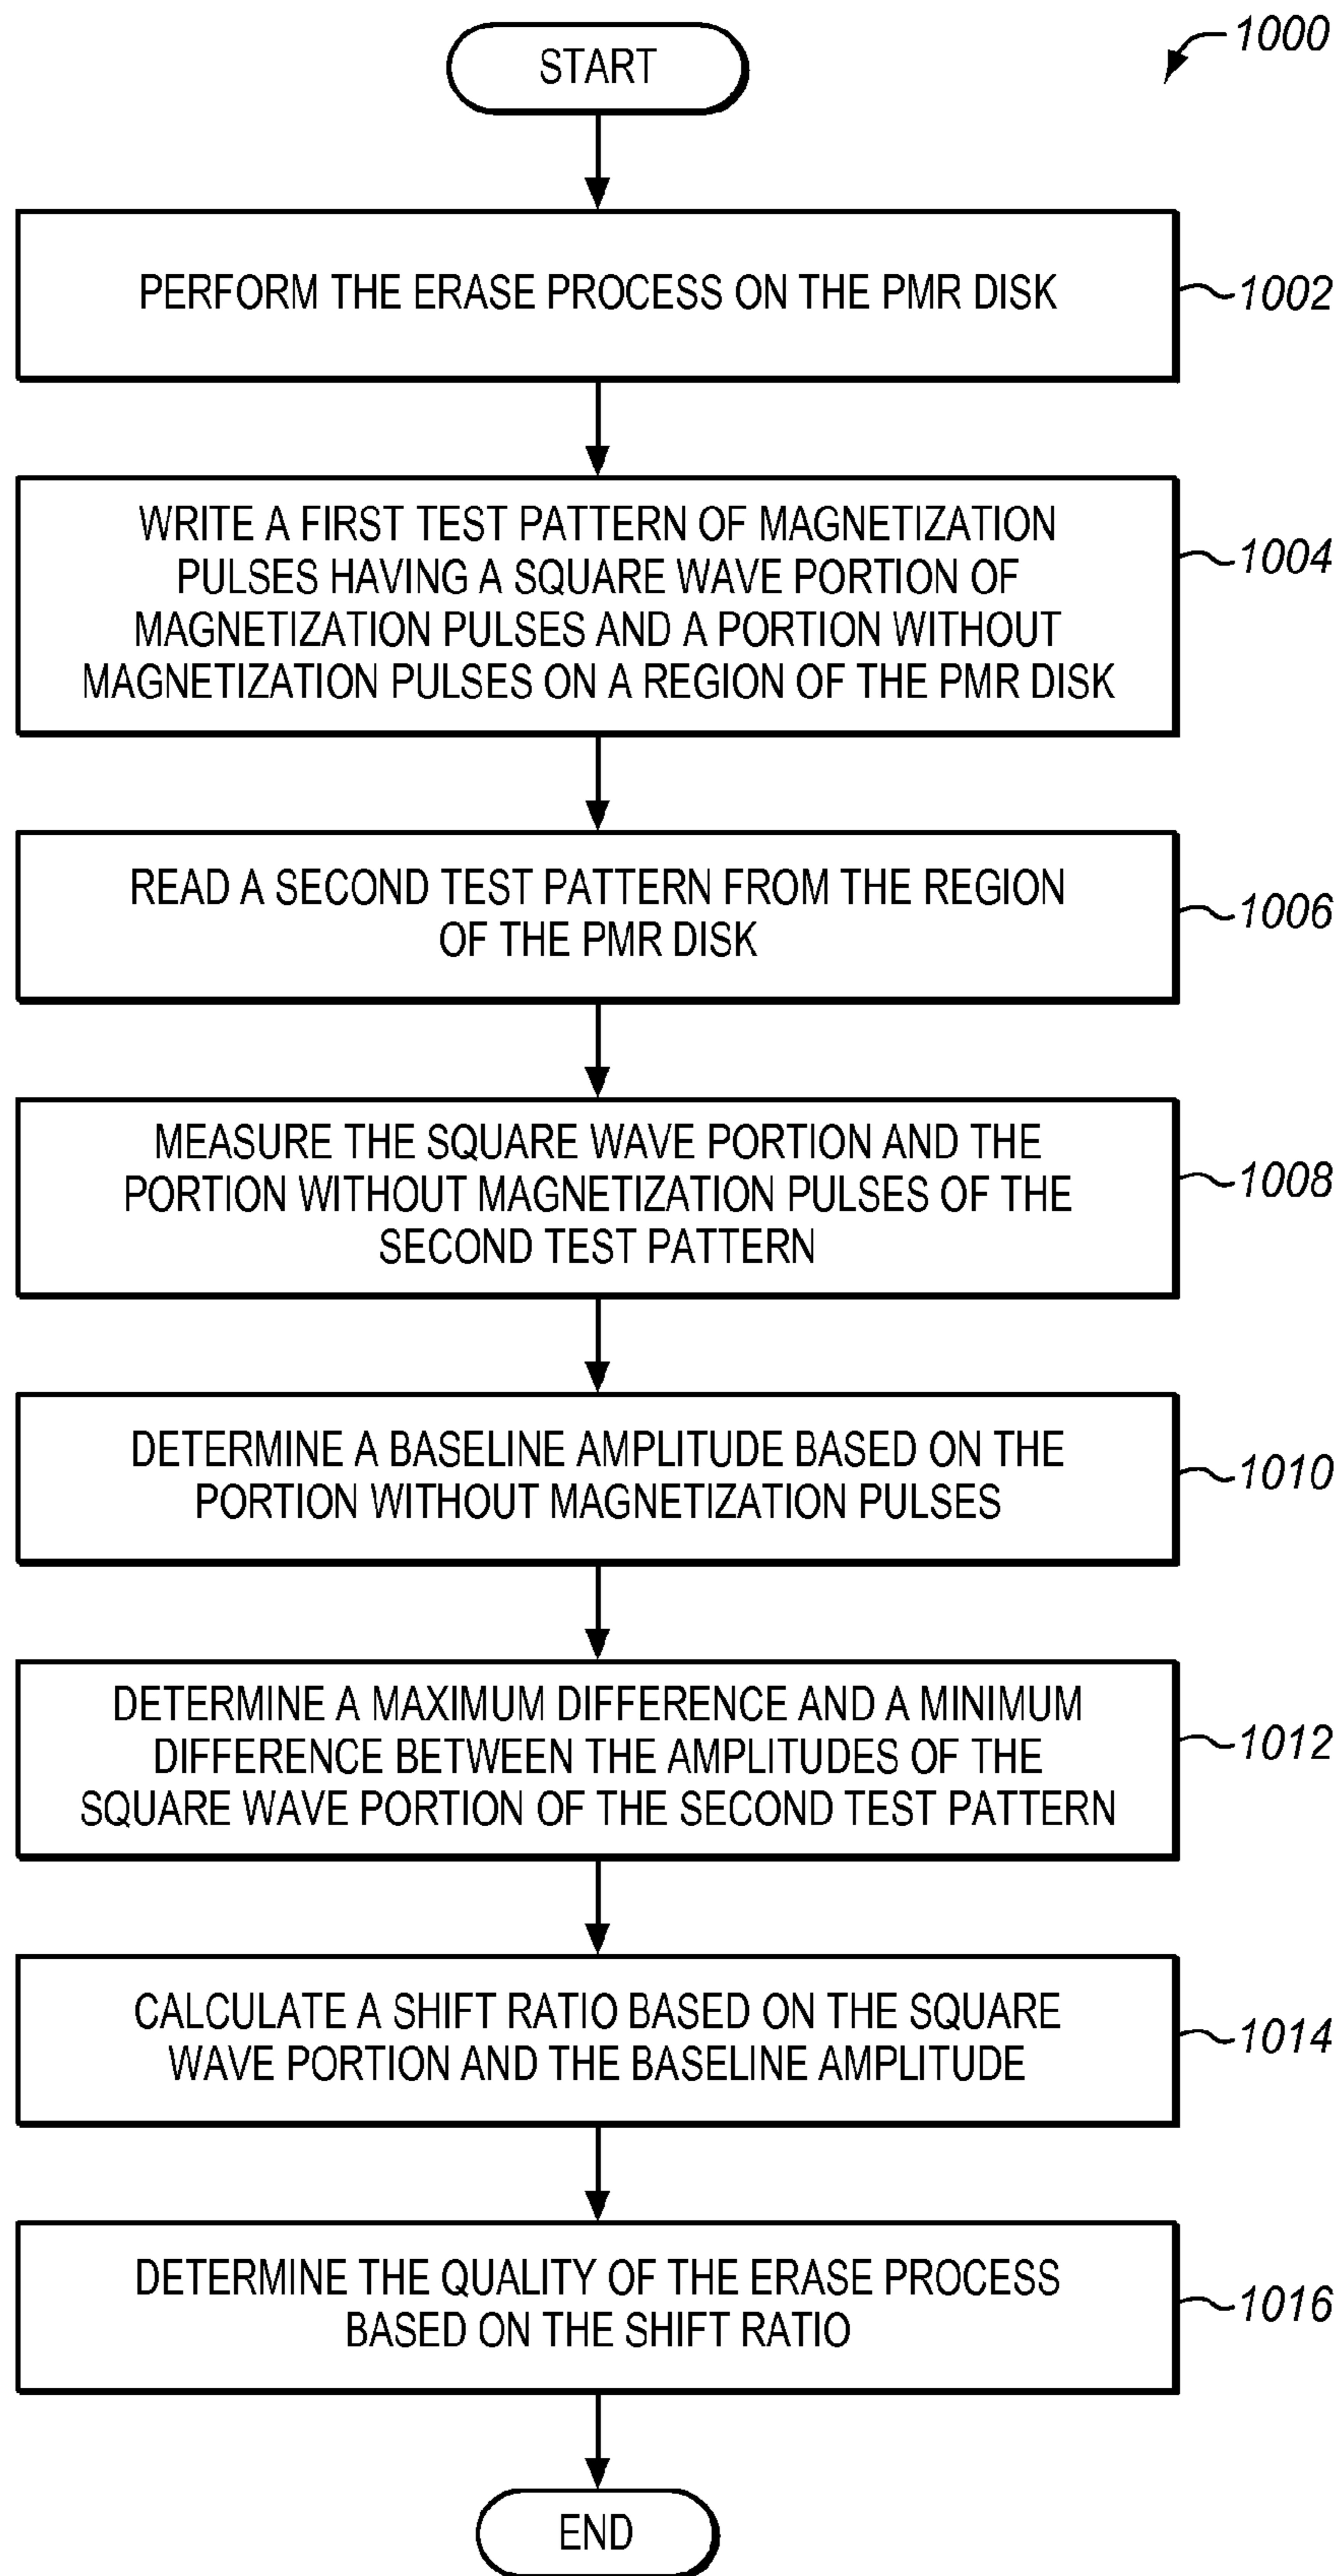 START
1000
PERFORM THE ERASE PROCESS ON THE PMR DISK
1002
WRITE A FIRST TEST PATTERN OF MAGNETIZATION
PULSES HAVING A SQUARE WAVE PORTION OF
MAGNETIZATION PULSES AND A PORTION WITHOUT
MAGNETIZATION PULSES ON A REGION OF THE PMR DISK
1004
READ A SECOND TEST PATTERN FROM THE REGION
OF THE PMR DISK
1006
MEASURE THE SQUARE WAVE PORTION AND THE
PORTION WITHOUT MAGNETIZATION PULSES OF THE
SECOND TEST PATTERN
1008
DETERMINE A BASELINE AMPLITUDE BASED ON THE
PORTION WITHOUT MAGNETIZATION PULSES
1010
DETERMINE A MAXIMUM DIFFERENCE AND A MINIMUM
DIFFERENCE BETWEEN THE AMPLITUDES OF THE
SQUARE WAVE PORTION OF THE SECOND TEST PATTERN
1012
CALCULATE A SHIFT RATIO BASED ON THE SQUARE
WAVE PORTION AND THE BASELINE AMPLITUDE
1014
DETERMINE THE QUALITY OF THE ERASE PROCESS
BASED ON THE SHIFT RATIO
1016
END